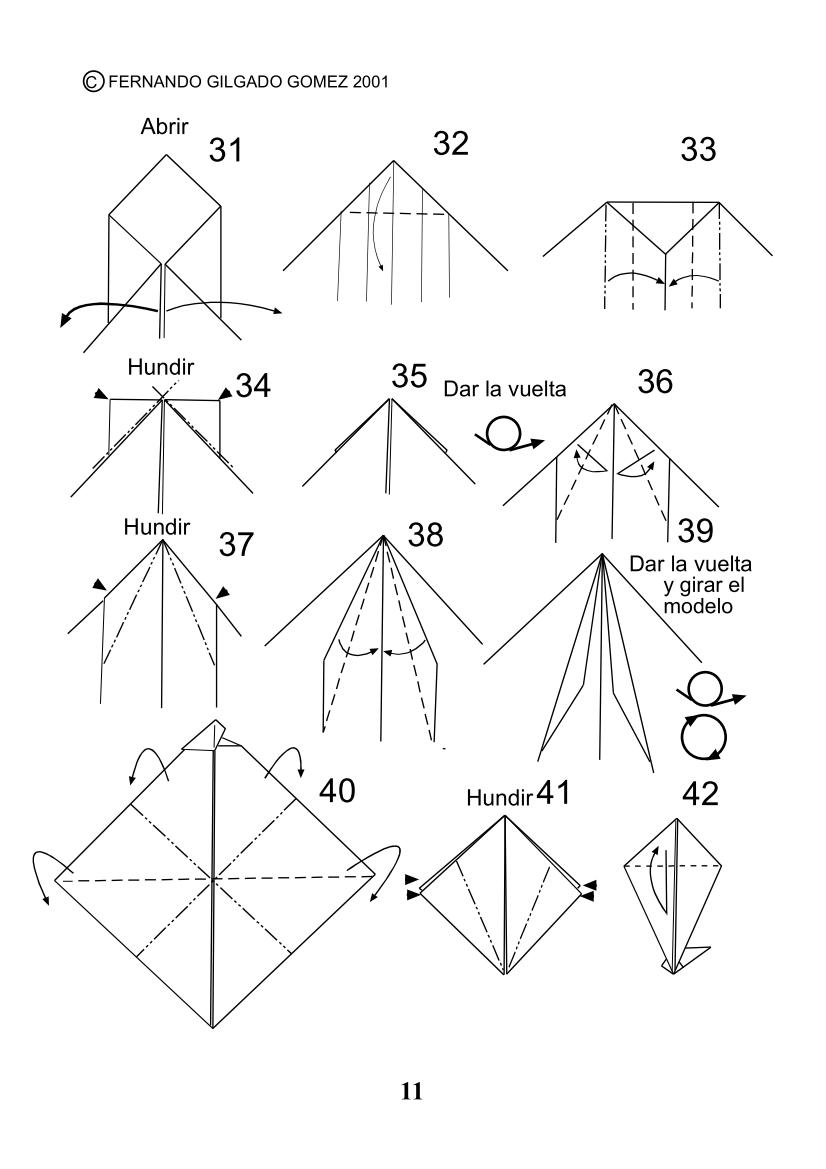 © FERNANDO GILGADO GOMEZ 2001
Abrir
31
32
33
Hundir
34
35
Dar la vuelta
36
Hundir
37
38
39
Dar la vuelta
y girar el
modelo
40
Hundir
41
42
11